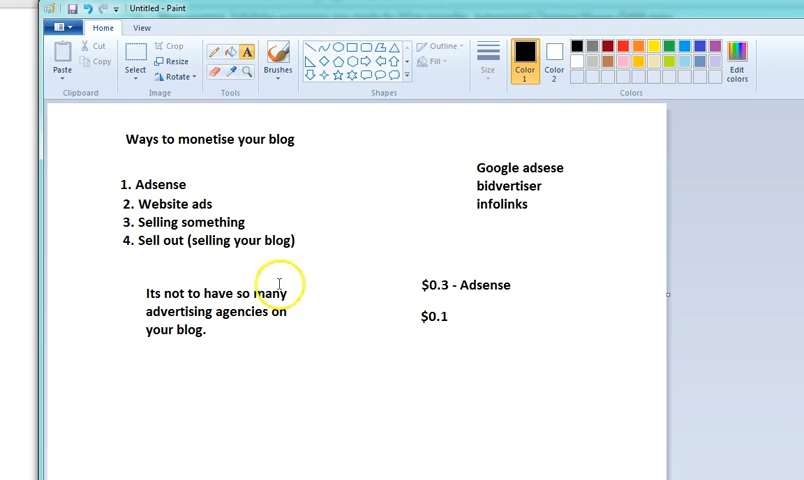 Untitled - Paint
Home View
Paste
Cut
Copy
Clipboard
Select
Crop
Resize
Rotate
Image
A
Tools
Brushes
Outline
Fill
Shapes
Size
Color 1
Color 2
Edit colors
Colors
Ways to monetise your blog
1. Adsense
2. Website ads
3. Selling something
4. Sell out (selling your blog)
Google adsese
bidvertiser
infolinks
Its not to have so many
advertising agencies on
your blog.
$0.3 - Adsense
$0.1